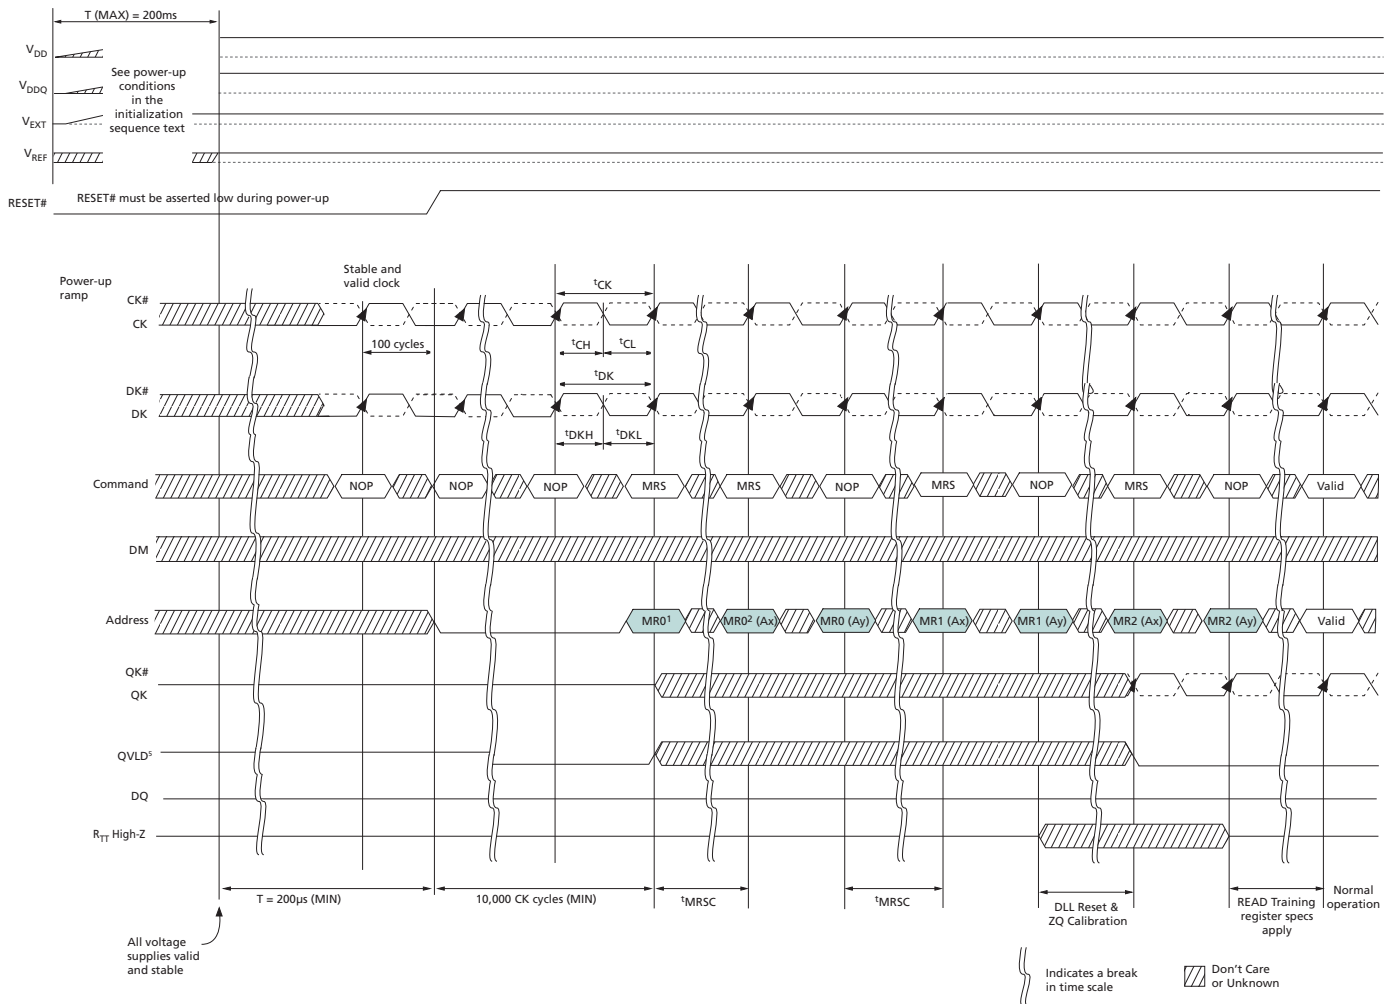 T (MAX) = 200ms
VDD
VDDQ
VEXT
VREF
See power-up
conditions
in the
initialization
sequence text
RESET#
RESET# must be asserted low during power-up
Power-up
ramp
Stable and
valid clock
CK#
CK
tCK
100 cycles
tCH
tCL
DK#
DK
tDK
tDKH
tDKL
Command
NOP
NOP
NOP
MRS
MRS
NOP
MRS
NOP
MRS
NOP
Valid
DM
Address
MR0¹
MR0² (Ax)
MR0 (Ay)
MR1 (Ax)
MR1 (Ay)
MR2 (Ax)
MR2 (Ay)
Valid
QK#
QK
QVLD⁵
DQ
RTT High-Z
T = 200μs (MIN)
10,000 CK cycles (MIN)
tMRSC
tMRSC
DLL Reset &
ZQ Calibration
READ Training
register specs
apply
Normal
operation
All voltage
supplies valid
and stable
Indicates a break
in time scale
Don't Care
or Unknown